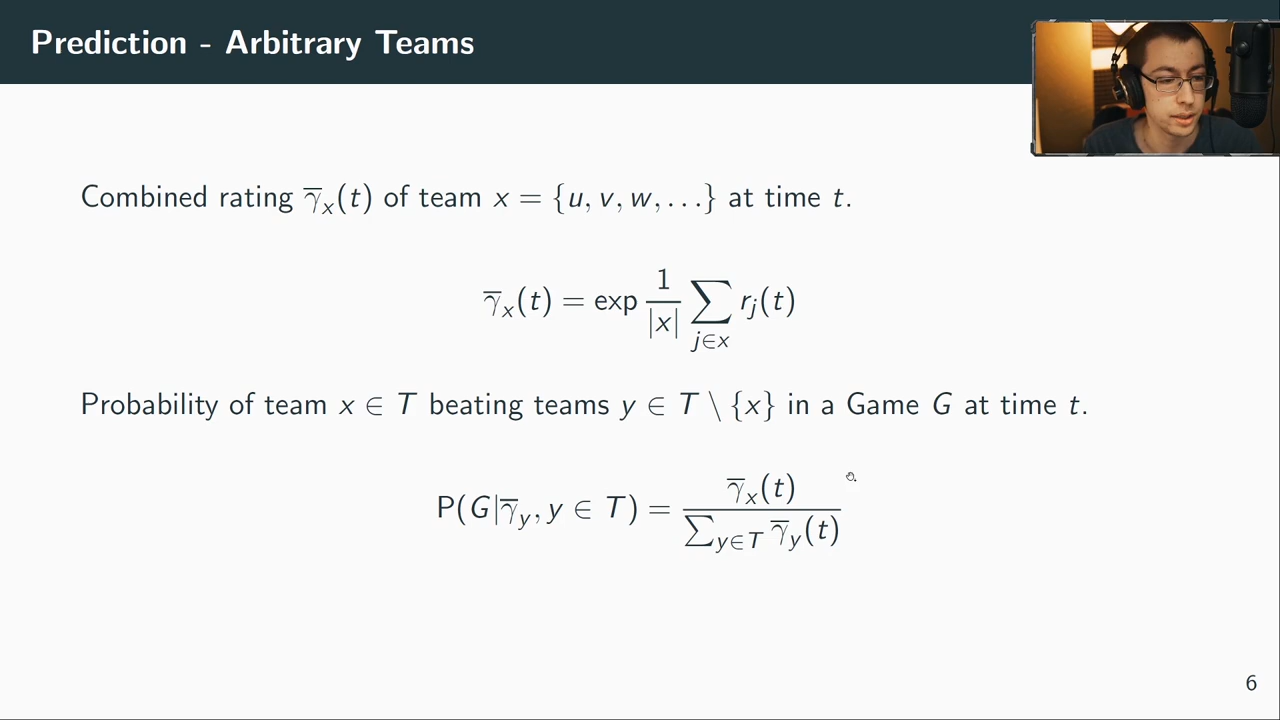 Prediction - Arbitrary Teams
Combined rating γ̅ₓ(t) of team x = {u, v, w, …} at time t.
γ̅ₓ(t) = exp 1/|x| ∑_{j∈x} r_j(t)
Probability of team x ∈ T beating teams y ∈ T \ {x} in a Game G at time t.
P(G|γ̅_y, y ∈ T) = γ̅ₓ(t) / ∑_{y∈T} γ̅_y(t)
6